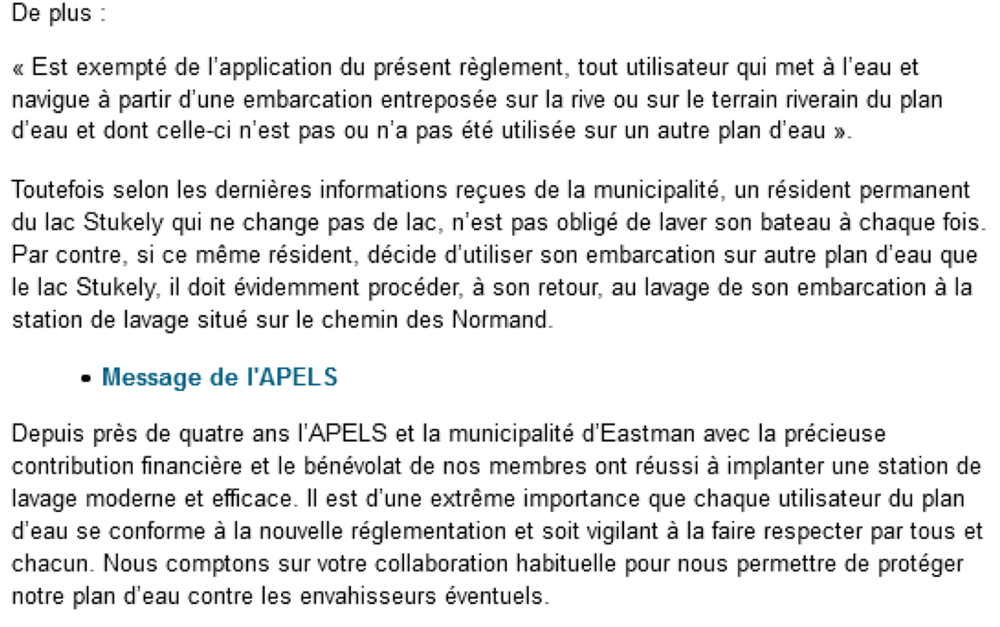 De plus :
« Est exempté de l'application du présent règlement, tout utilisateur qui met à l'eau et
navigue à partir d'une embarcation entreposée sur la rive ou sur le terrain riverain du plan
d'eau et dont celle-ci n'est pas ou n'a pas été utilisée sur un autre plan d'eau ».
Toutefois selon les dernières informations reçues de la municipalité, un résident permanent
du lac Stukely qui ne change pas de lac, n'est pas obligé de laver son bateau à chaque fois.
Par contre, si ce même résident, décide d'utiliser son embarcation sur autre plan d'eau que
le lac Stukely, il doit évidemment procéder, à son retour, au lavage de son embarcation à la
station de lavage situé sur le chemin des Normand.
• Message de l'APELS
Depuis près de quatre ans l'APELS et la municipalité d'Eastman avec la précieuse
contribution financière et le bénévolat de nos membres ont réussi à implanter une station de
lavage moderne et efficace. Il est d'une extrême importance que chaque utilisateur du plan
d'eau se conforme à la nouvelle réglementation et soit vigilant à la faire respecter par tous et
chacun. Nous comptons sur votre collaboration habituelle pour nous permettre de protéger
notre plan d'eau contre les envahisseurs éventuels.